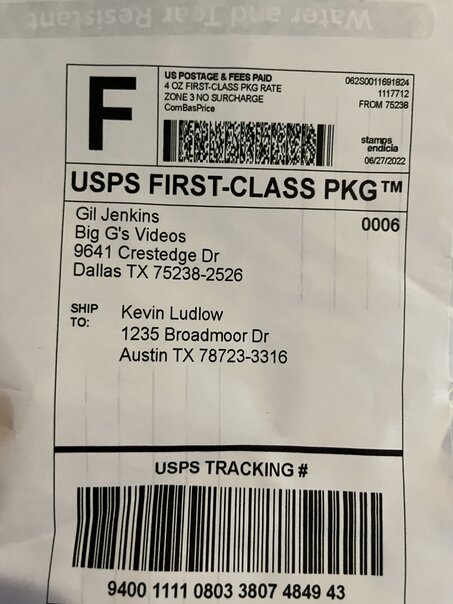 Water and Tear Resistant
F
US POSTAGE & FEES PAID
4 OZ FIRST-CLASS PKG RATE
ZONE 3 NO SURCHARGE
ComBasPrice
062S0011691824
1117712
FROM 75238
stamps
endicia
06/27/2022
USPS FIRST-CLASS PKG™
Gil Jenkins
Big G's Videos
9641 Crestedge Dr
Dallas TX 75238-2526
0006
SHIP
TO:
Kevin Ludlow
1235 Broadmoor Dr
Austin TX 78723-3316
USPS TRACKING #
9400 1111 0803 3807 4849 43